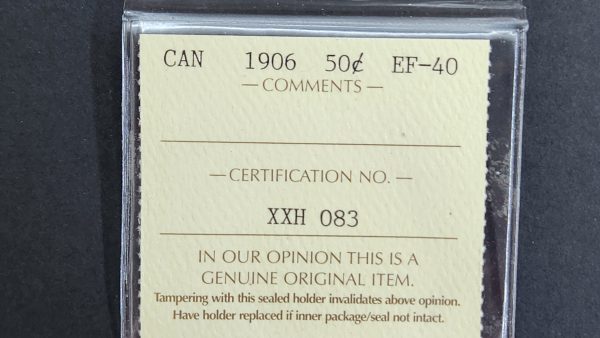 CAN 1906 50¢ EF-40
— COMMENTS —
— CERTIFICATION NO. —
XXH 083
IN OUR OPINION THIS IS A
GENUINE ORIGINAL ITEM.
Tampering with this sealed holder invalidates above opinion.
Have holder replaced if inner package/seal not intact.